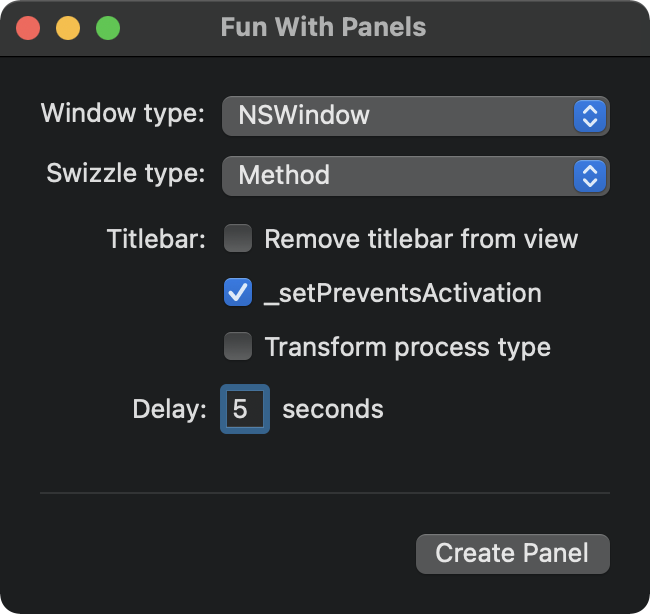 Fun With Panels
Window type: NSWindow
Swizzle type: Method
Titlebar: Remove titlebar from view
_setPreventsActivation
Transform process type
Delay: 5 seconds
Create Panel